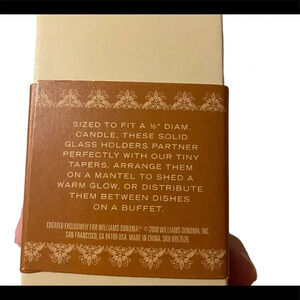 SIZED TO FIT A ½" DIAM.
CANDLE, THESE SOLID
GLASS HOLDERS PARTNER
PERFECTLY WITH OUR TINY
TAPERS. ARRANGE THEM
ON A MANTEL TO SHED A
WARM GLOW, OR DISTRIBUTE
THEM BETWEEN DISHES
ON A BUFFET.
CREATED EXCLUSIVELY FOR WILLIAMS-SONOMA® © 2008 WILLIAMS-SONOMA, INC.
SAN FRANCISCO, CA 94109 USA. MADE IN CHINA. SKU 6957526